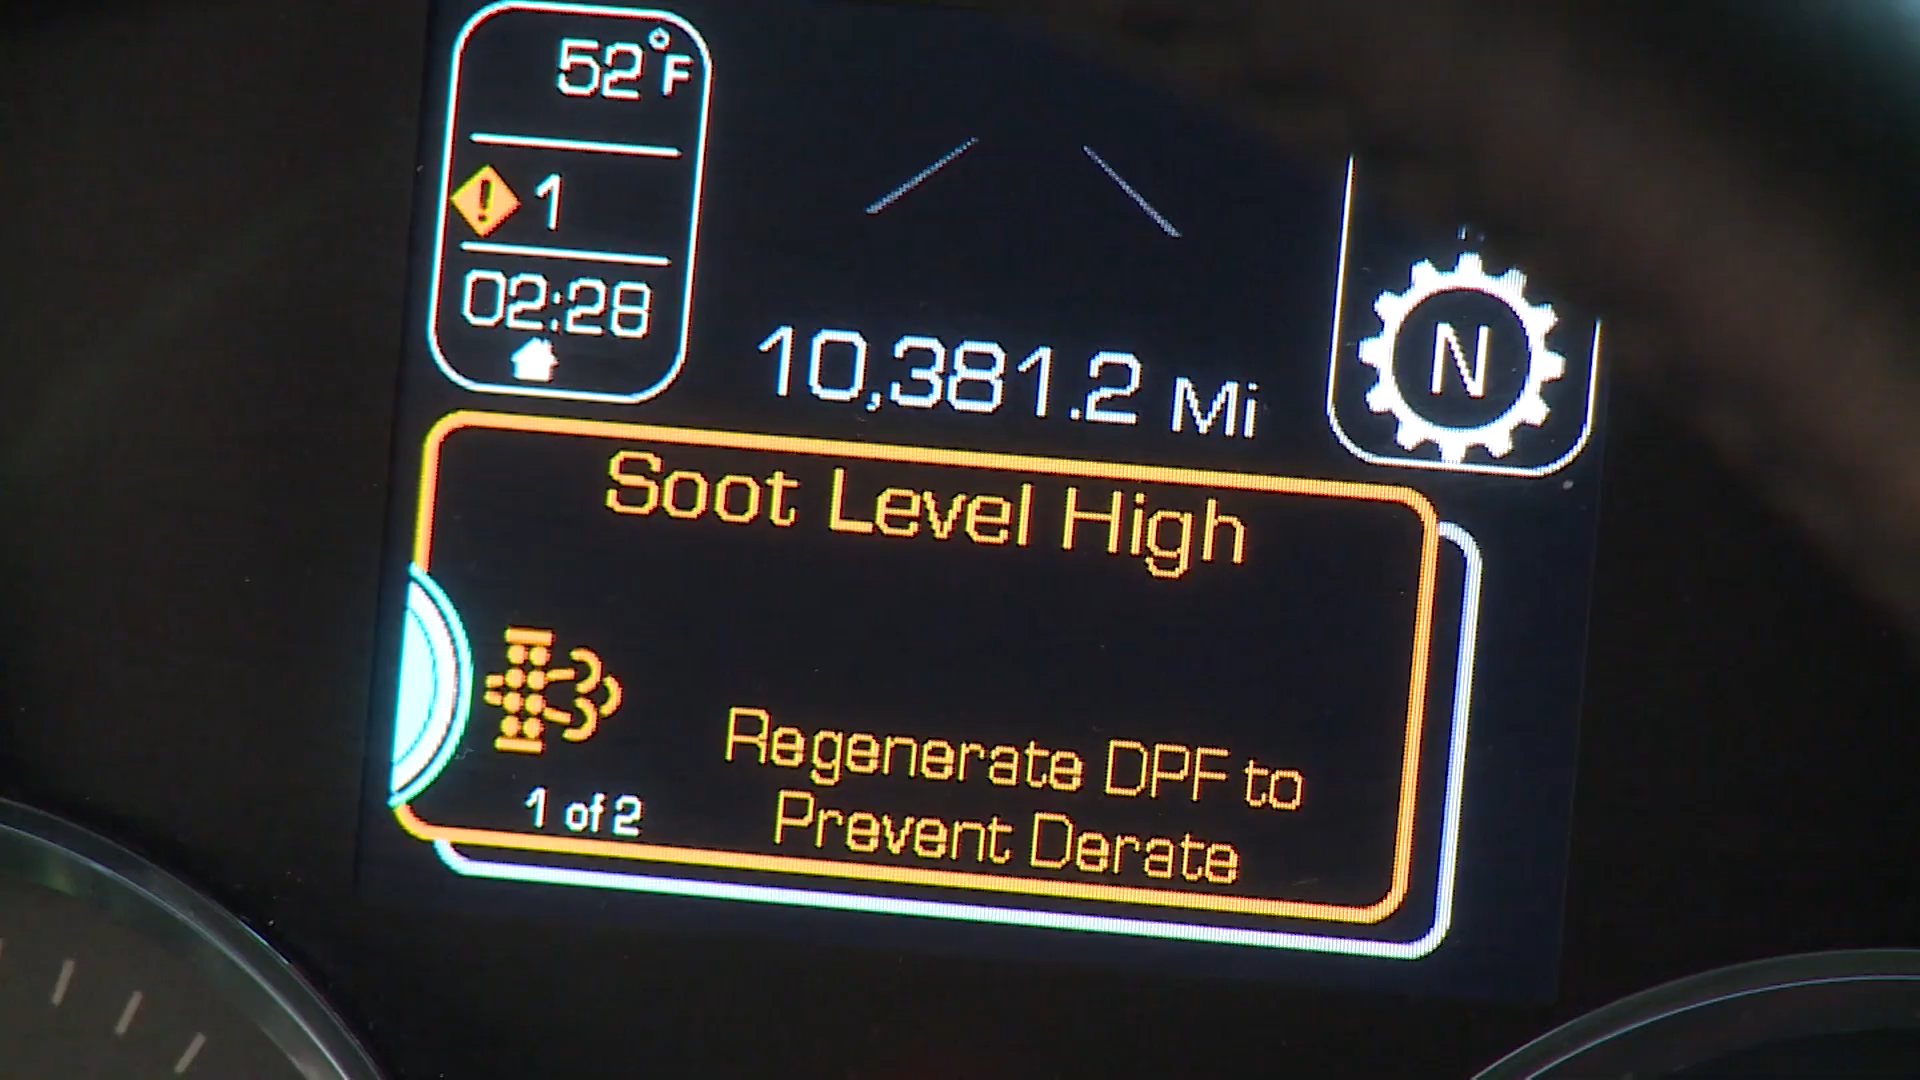 52°F
1
02:28
10,381.2 Mi
N
Soot Level High
Regenerate DPF to
Prevent Derate
1 of 2